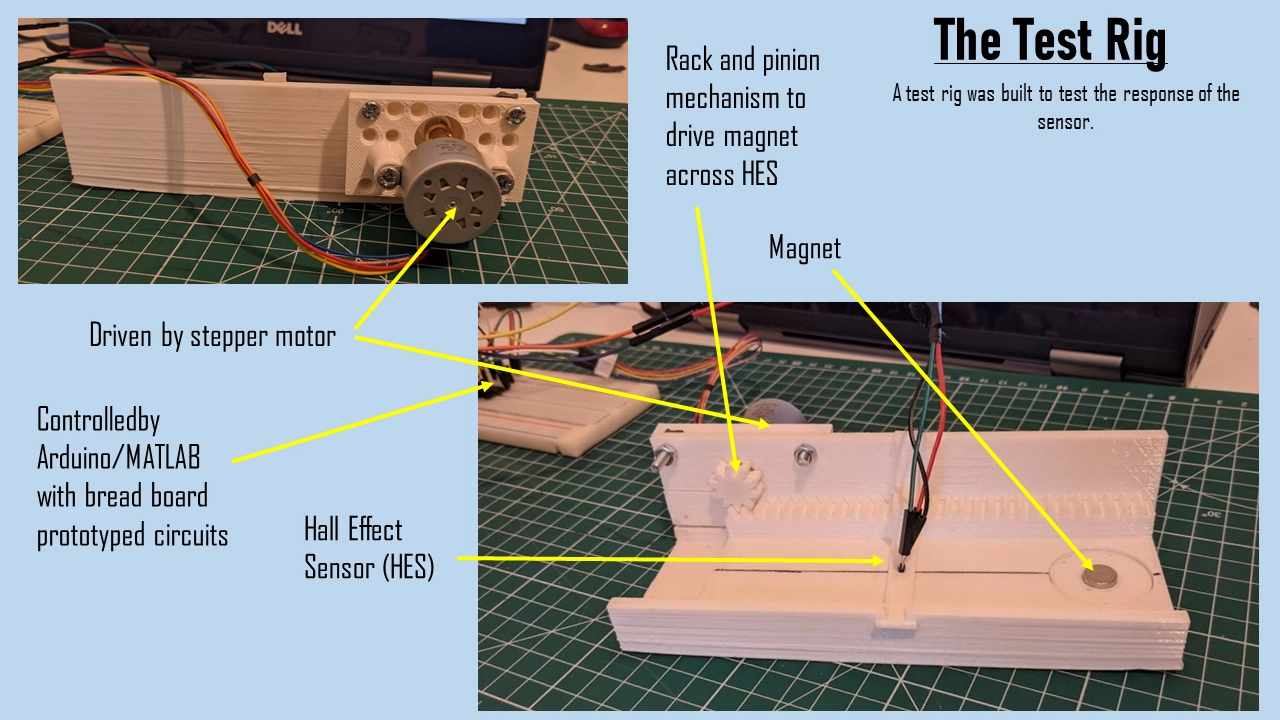 The Test Rig
A test rig was built to test the response of the
sensor.
DELL
Rack and pinion
mechanism to
drive magnet
across HES
Magnet
Driven by stepper motor
Controlledby
Arduino/MATLAB
with bread board
prototyped circuits
Hall Effect
Sensor (HES)